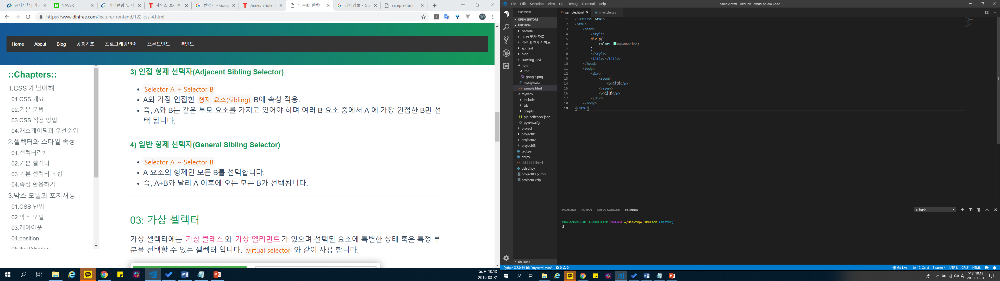 공지사항 | 가천
NAVER
좌석현황 및 예
제임스 브리들:
번역기 - Goog
James Bridle: T
4. 복합 셀렉터
상대경로 - Goo
sample.html
https://www.dinfree.com/lecture/frontend/122_css_4.html
TO
Home About Blog 공통기초 프로그래밍언어 프론트엔드 백엔드
::Chapters::
1.CSS 개념이해
01.CSS 개요
02.기본 문법
03.CSS 적용 방법
04.캐스케이딩과 우선순위
2.셀렉터와 스타일 속성
01.셀렉터란?
02.기본 셀렉터
03.기본 셀렉터 조합
04.속성 활용하기
3.박스 모델과 포지셔닝
01.CSS 단위
02.박스 모델
03.레이아웃
04.position
05.float/display
3) 인접 형제 선택자(Adjacent Sibling Selector)
Selector A + Selector B
A와 가장 인접한 형제 요소(Sibling) B에 속성 적용.
즉, A와 B는 같은 부모 요소를 가지고 있어야 하며 여러 B 요소 중에서 A 에 가장 인접한 B만 선
택 됩니다.
4) 일반 형제 선택자(General Sibling Selector)
Selector A ~ Selector B
A 요소의 형제인 모든 B를 선택합니다.
즉, A+B와 달리 A 이후에 오는 모든 B가 선택됩니다.
03: 가상 셀렉터
가상 셀렉터에는 가상 클래스 와 가상 엘리먼트 가 있으며 선택된 요소에 특별한 상태 혹은 특정 부
분을 선택할 수 있는 셀렉터 입니다. :virtual selector 와 같이 사용 합니다.
TALK
오후 10:13
2019-03-31
File Edit Selection View Go Debug Terminal Help
sample.html - LikeLion - Visual Studio Code
EXPLORER
OPEN EDITORS
LIKELION
.vscode
2019 멋사 자료
가천대 멋사 사이트
api_test
blog
crawling_test
html
img
google.png
mystyle.css
sample.html
myvenv
Include
Lib
Scripts
pip-selfcheck.json
pyvenv.cfg
project
project01
project02
project03
crol.py
dd.py
ddddddd.html
dsfsdf.py
project03 (2).zip
project03.zip
OUTLINE
sample.html
mystyle.css
1 <!DOCTYPE html>
2 <html>
3 <head>
4 <style>
5 div p{
6 color: aquamarine;
7 }
8 </style>
9 <title></title>
10 </head>
11 <body>
12 <div>
13 <span>
14 <p>안녕</p>
15 </span>
16 <p>안녕</p>
17 </div>
18 </body>
19 </html>
PROBLEMS OUTPUT DEBUG CONSOLE TERMINAL
1: bash
MunSeoHee@LAPTOP-BH83117P MINGW64 ~/Desktop/LikeLion (master)
$
Python 3.7.0 64-bit ('myvenv': venv) 0 0
Go Live Ln 19, Col 8 Spaces: 4 UTF-8 CRLF HTML
TALK
A
오후 10:13
2019-03-31